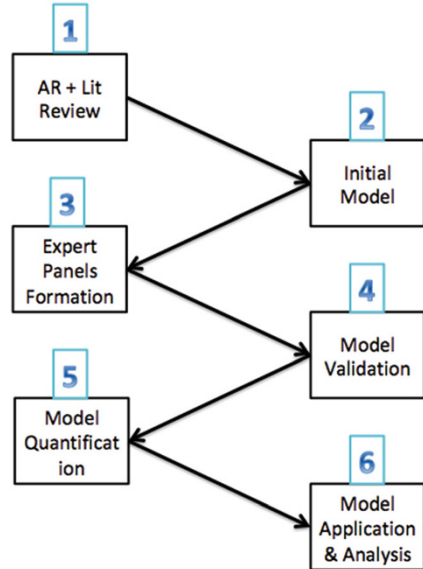 1
AR + Lit
Review
2
Initial
Model
3
Expert
Panels
Formation
4
Model
Validation
5
Model
Quantificat
ion
6
Model
Application
& Analysis